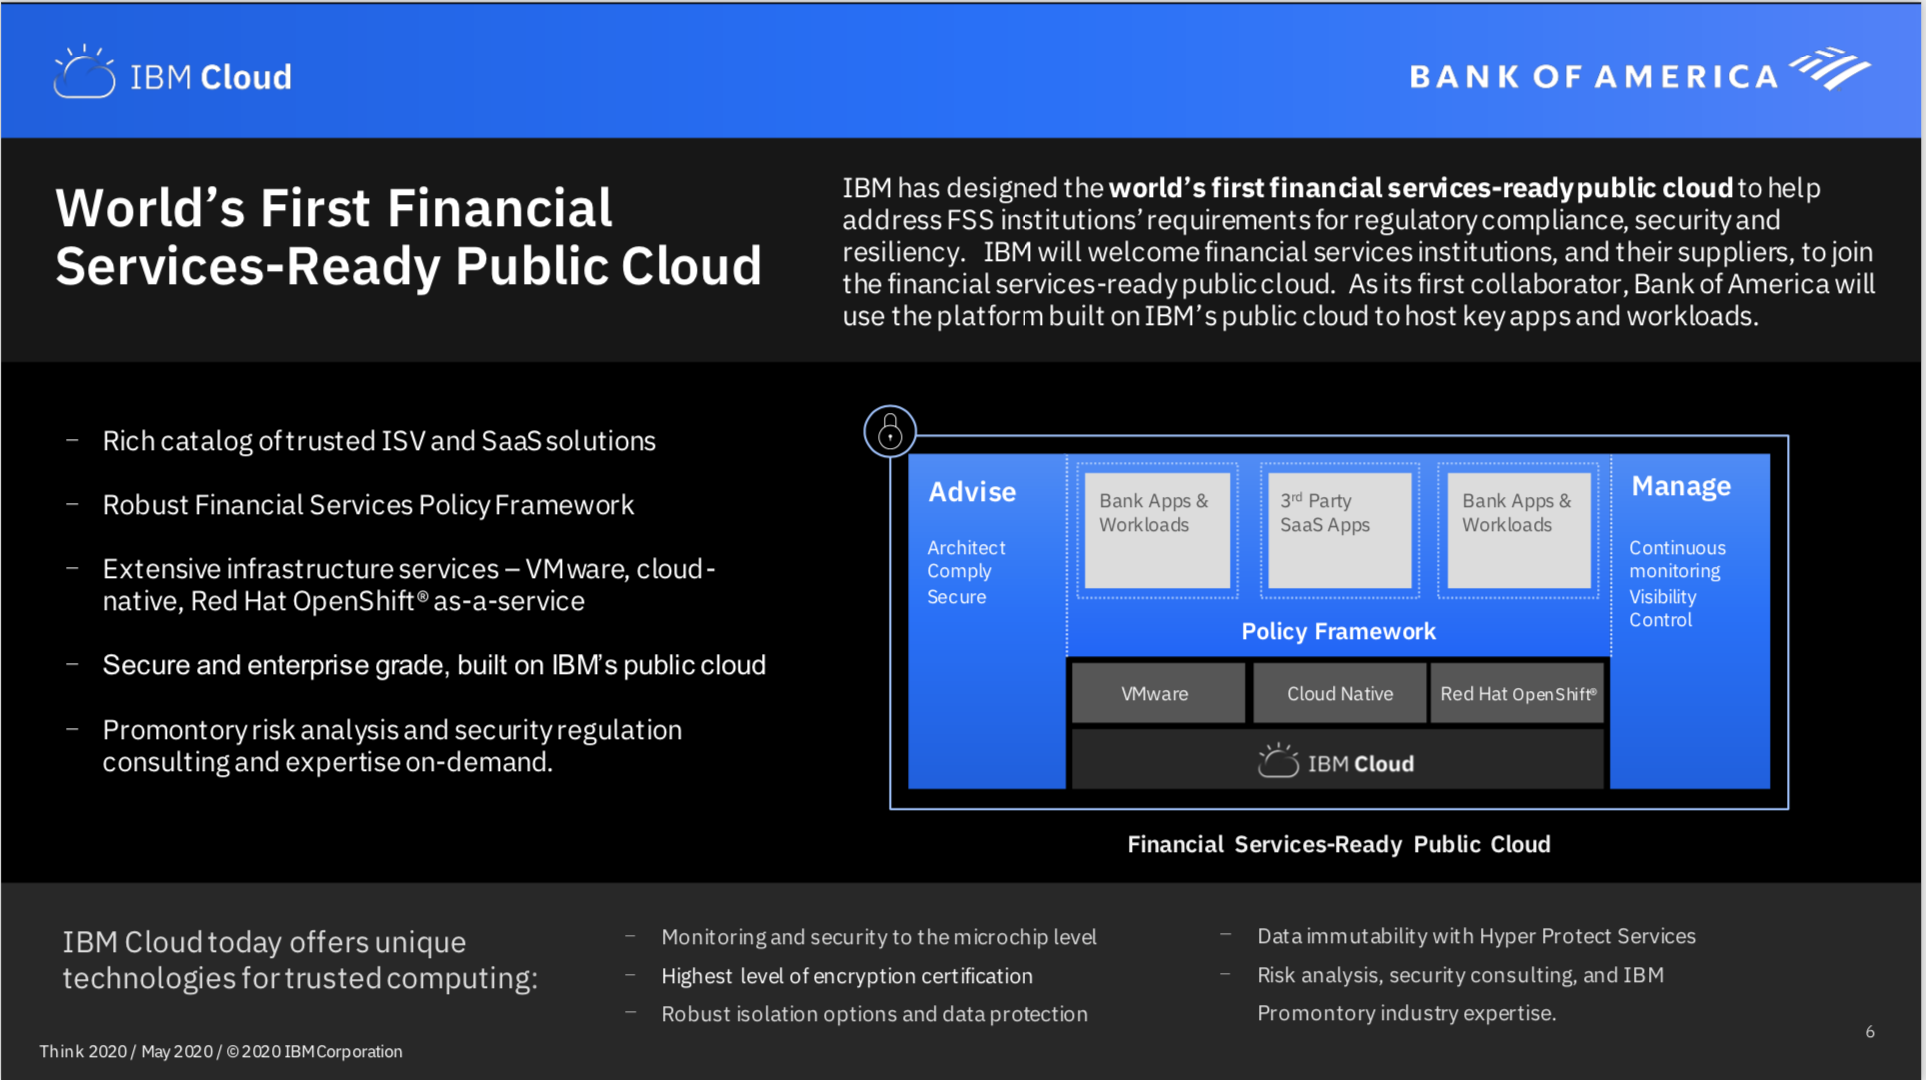 IBM Cloud
BANK OF AMERICA
World’s First Financial
Services-Ready Public Cloud
IBM has designed the world’s first financial services-ready public cloud to help
address FSS institutions’ requirements for regulatory compliance, security and
resiliency. IBM will welcome financial services institutions, and their suppliers, to join
the financial services-ready public cloud. As its first collaborator, Bank of America will
use the platform built on IBM’s public cloud to host key apps and workloads.
– Rich catalog of trusted ISV and SaaS solutions
– Robust Financial Services Policy Framework
– Extensive infrastructure services – VMware, cloud-
native, Red Hat OpenShift® as-a-service
– Secure and enterprise grade, built on IBM’s public cloud
– Promontory risk analysis and security regulation
consulting and expertise on-demand.
Advise
Architect
Comply
Secure
Bank Apps &
Workloads
3rd Party
SaaS Apps
Bank Apps &
Workloads
Policy Framework
Manage
Continuous
monitoring
Visibility
Control
VMware
Cloud Native
Red Hat OpenShift®
IBM Cloud
Financial Services-Ready Public Cloud
IBM Cloud today offers unique
technologies for trusted computing:
– Monitoring and security to the microchip level
– Highest level of encryption certification
– Robust isolation options and data protection
– Data immutability with Hyper Protect Services
– Risk analysis, security consulting, and IBM
Promontory industry expertise.
Think 2020 / May 2020 / © 2020 IBM Corporation
6